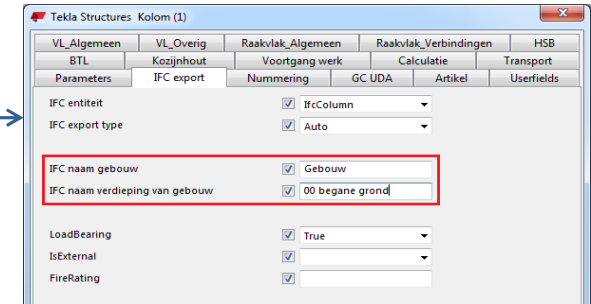 Tekla Structures Kolom (1)
VL_Algemeen VL_Overig Raakvlak_Algemeen Raakvlak_Verbindingen HSB
BTL Kozijnhout Voortgang werk Calculatie Transport
Parameters IFC export Nummering GC UDA Artikel Userfields
IFC entiteit IfcColumn
IFC export type Auto
IFC naam gebouw Gebouw
IFC naam verdieping van gebouw 00 begane grond
LoadBearing True
IsExternal
FireRating